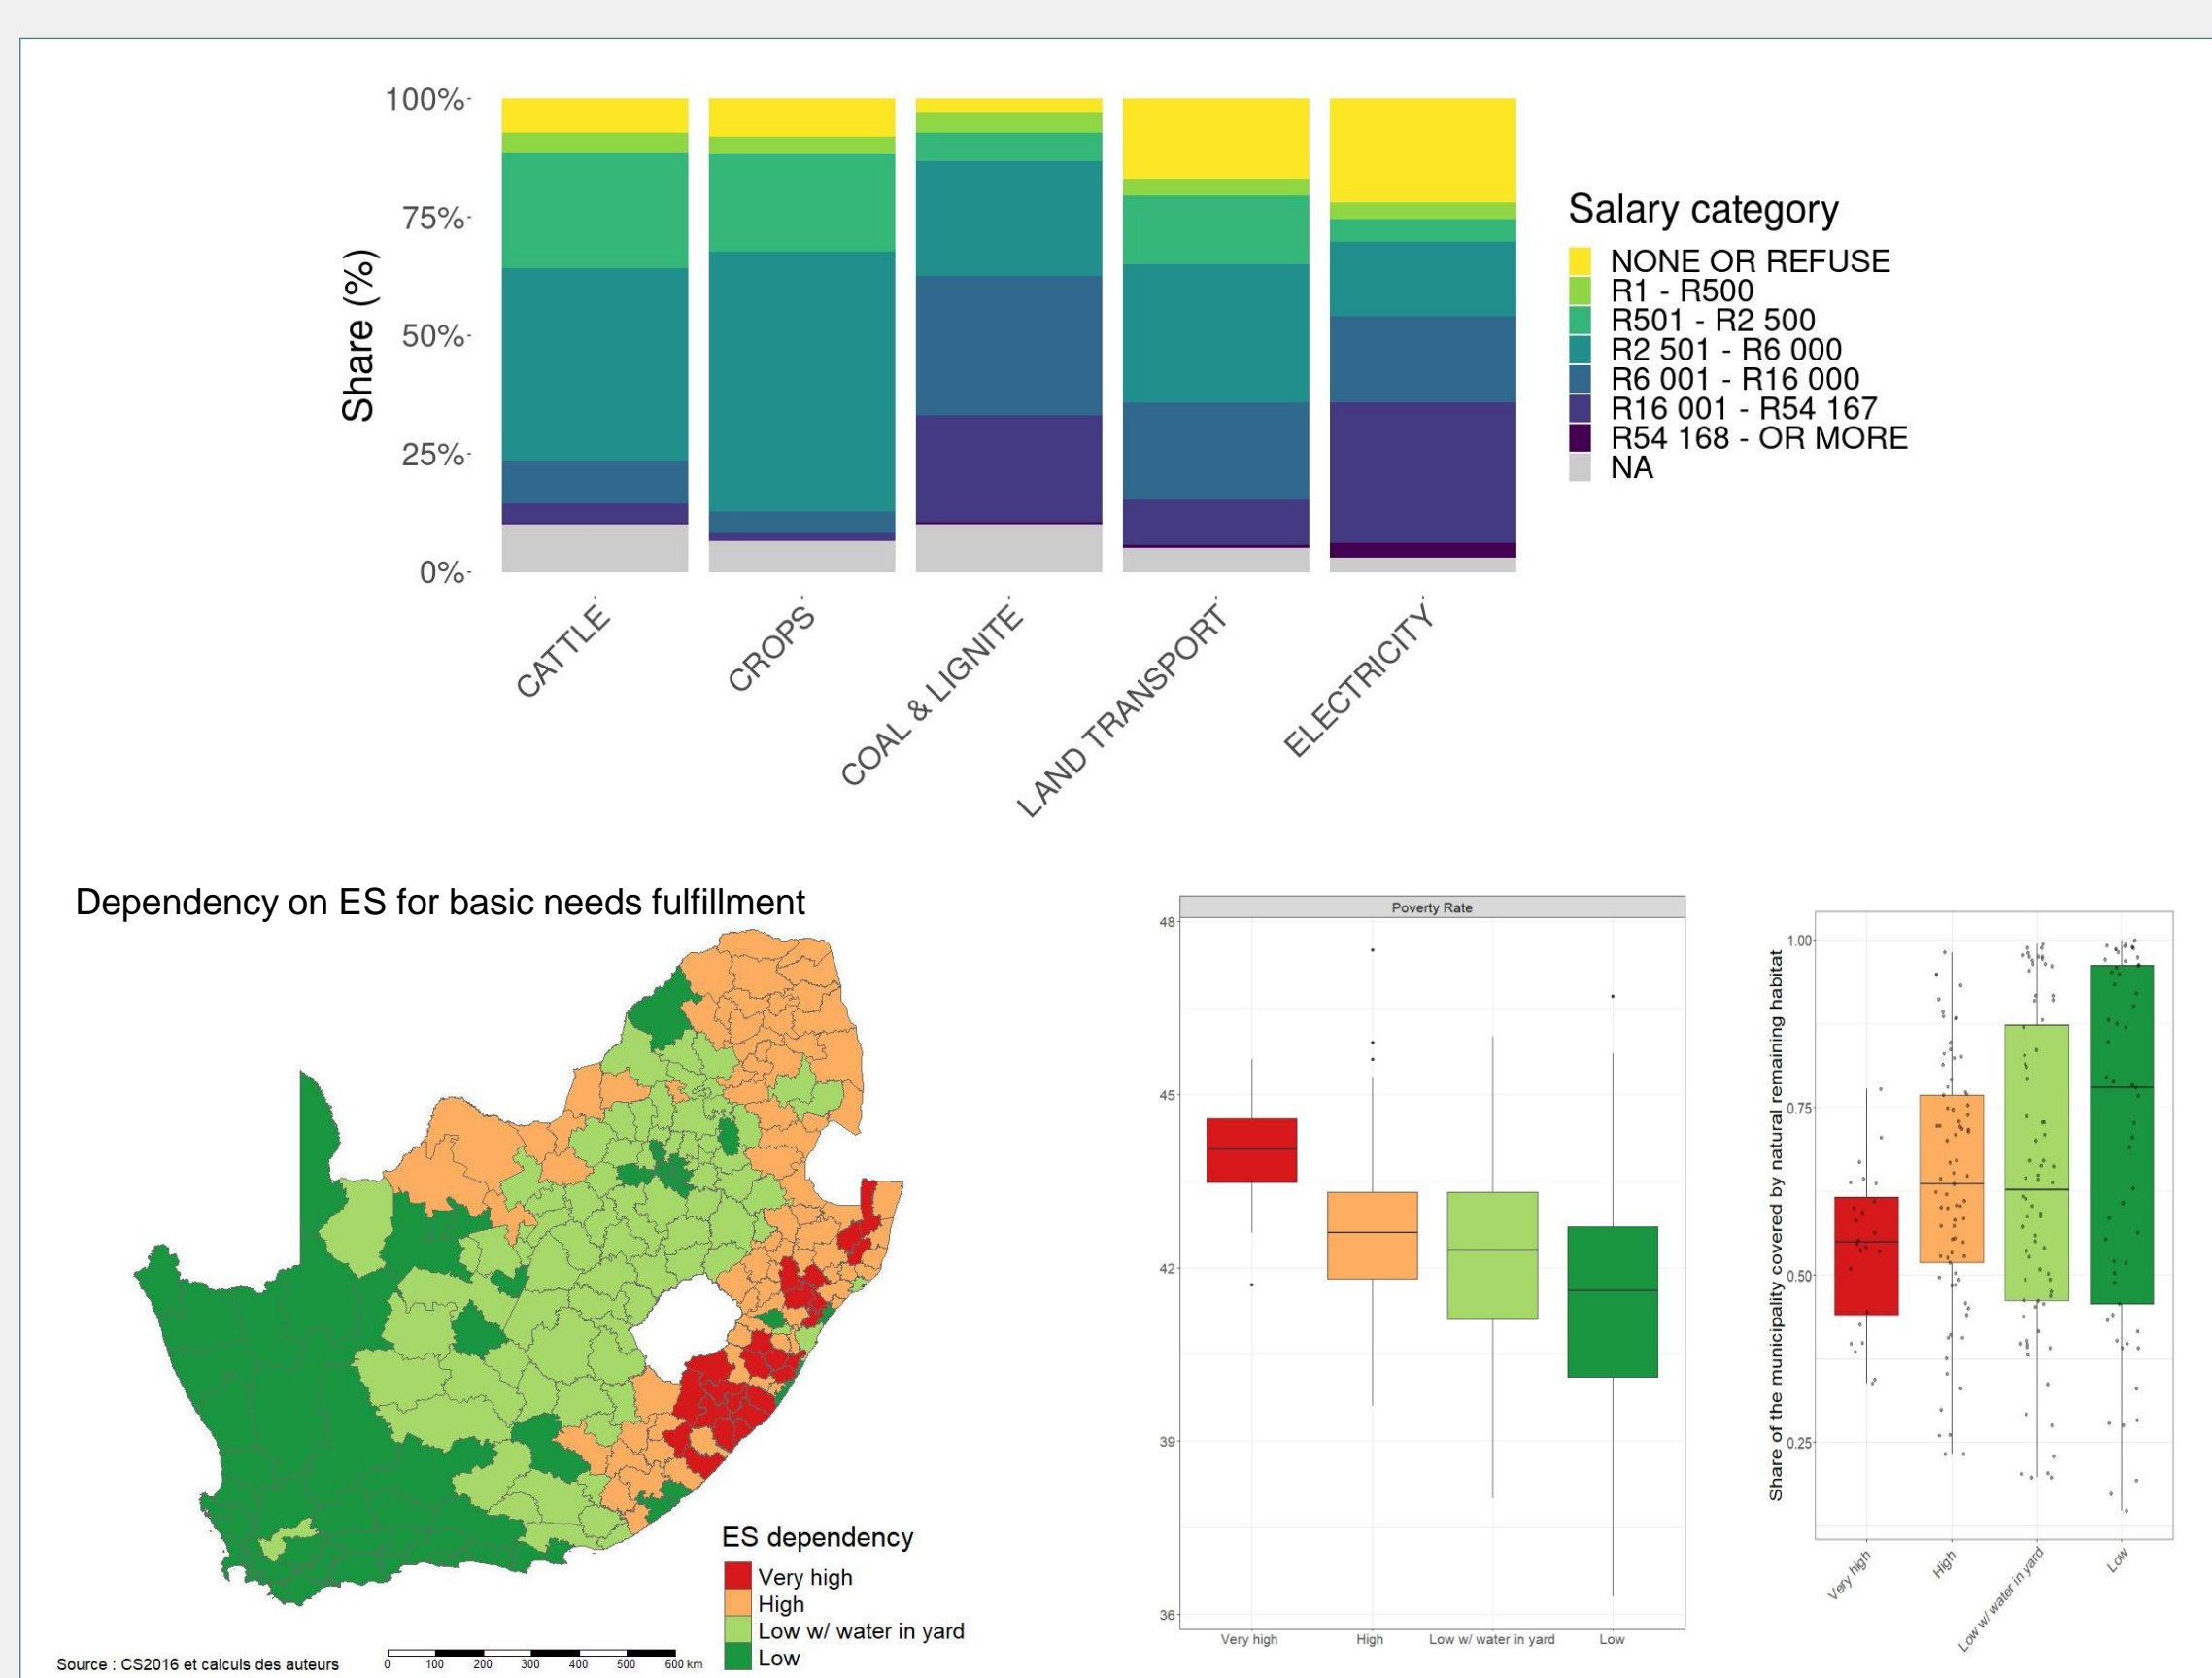 100%
75%
50%
25%
0%
Share (%)
CATTLE
CROPS
COAL & LIGNITE
LAND TRANSPORT
ELECTRICITY
Salary category
NONE OR REFUSE
R1 - R500
R501 - R2 500
R2 501 - R6 000
R6 001 - R16 000
R16 001 - R54 167
R54 168 - OR MORE
NA
Dependency on ES for basic needs fulfillment
ES dependency
Very high
High
Low w/ water in yard
Low
0 100 200 300 400 500 600 km
Source : CS2016 et calculs des auteurs
Poverty Rate
48
45
42
39
36
Very high High Low w/ water in yard Low
Share of the municipality covered by natural remaining habitat
1.00
0.75
0.50
0.25
Very high
High
Low w/ water in yard
Low